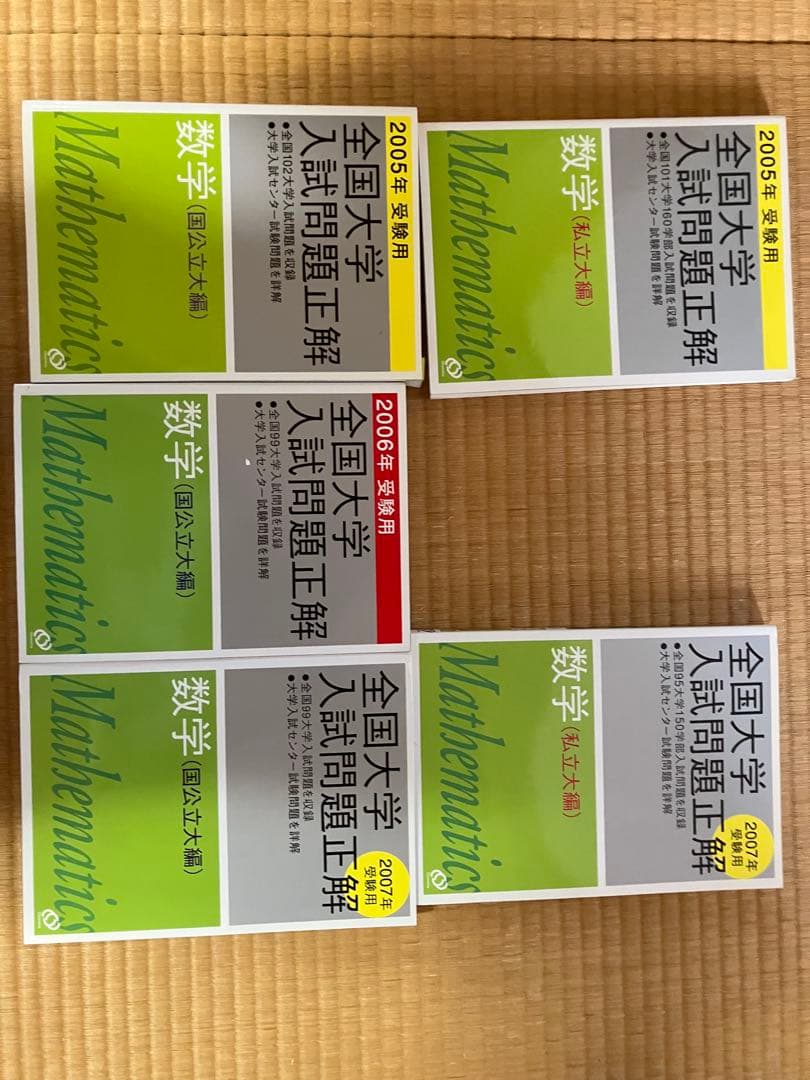 2005年 受験用
全国大学
入試問題正解
●全国102大学入試問題を収録
●大学入試センター試験問題を詳解
数学(国公立大編)
Mathematics
2005年 受験用
全国大学
入試問題正解
●全国101大学160学部入試問題を収録
●大学入試センター試験問題を詳解
数学(私立大編)
Mathematics
2006年 受験用
全国大学
入試問題正解
●全国99大学入試問題を収録
●大学入試センター試験問題を詳解
数学(国公立大編)
Mathematics
全国大学
入試問題正解
2007年
受験用
●全国99大学入試問題を収録
●大学入試センター試験問題を詳解
数学(国公立大編)
Mathematics
全国大学
入試問題正解
2007年
受験用
●全国95大学150学部入試問題を収録
●大学入試センター試験問題を詳解
数学(私立大編)
Mathematics